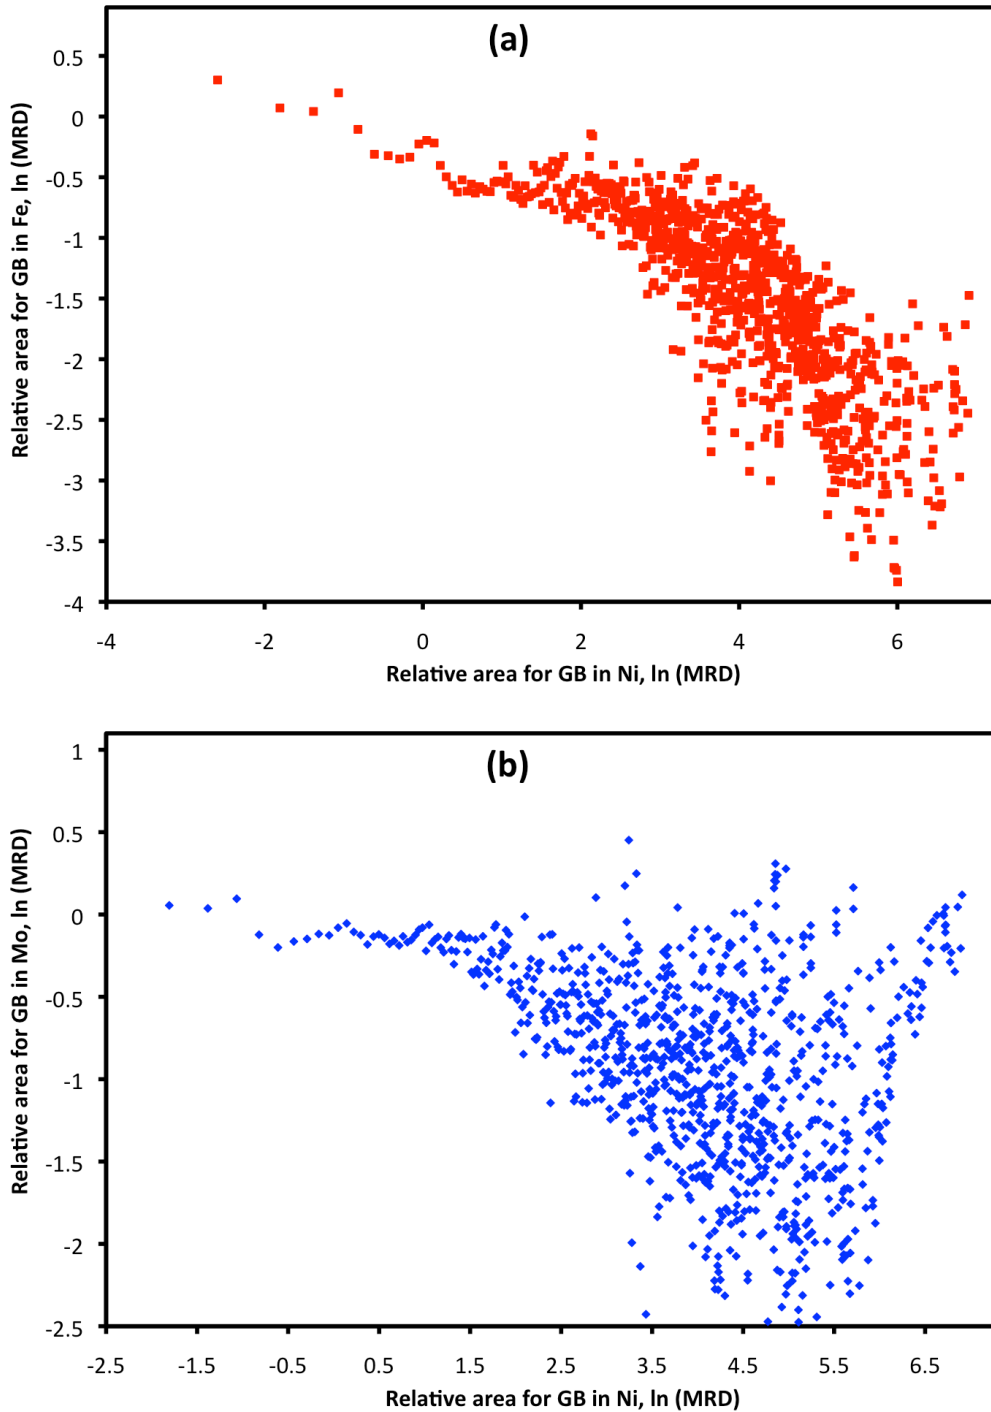 (a)
0.5
0
-0.5
-1
-1.5
-2
-2.5
-3
-3.5
-4
Relative area for GB in Fe, ln (MRD)
-4 -2 0 2 4 6
Relative area for GB in Ni, ln (MRD)
(b)
1
0.5
0
-0.5
-1
-1.5
-2
-2.5
Relative area for GB in Mo, ln (MRD)
-2.5 -1.5 -0.5 0.5 1.5 2.5 3.5 4.5 5.5 6.5
Relative area for GB in Ni, ln (MRD)